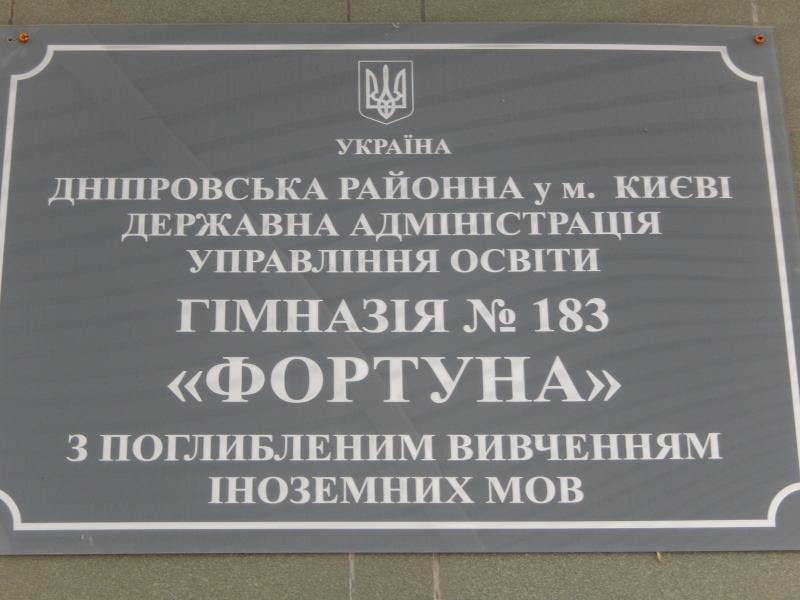 УКРАЇНА
ДНІПРОВСЬКА РАЙОННА у м. КИЄВІ
ДЕРЖАВНА АДМІНІСТРАЦІЯ
УПРАВЛІННЯ ОСВІТИ
ГІМНАЗІЯ № 183
«ФОРТУНА»
З ПОГЛИБЛЕНИМ ВИВЧЕННЯМ
ІНОЗЕМНИХ МОВ